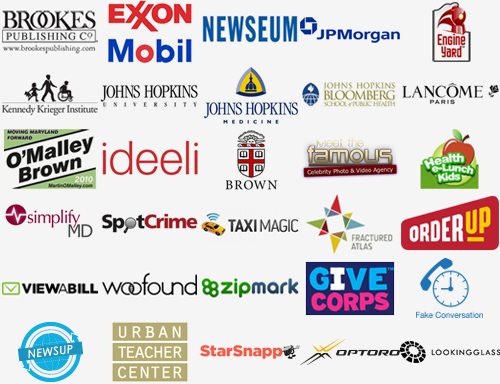 BROOKES
PUBLISHING CO
www.brookespublishing.com
EXXON
Mobil
NEWSEUM
JPMorgan
Engine
Yard
Kennedy Krieger Institute
JOHNS HOPKINS
UNIVERSITY
JOHNS HOPKINS
MEDICINE
JOHNS HOPKINS
BLOOMBERG
SCHOOL of PUBLIC HEALTH
LANCÔME
PARIS
MOVING MARYLAND
FORWARD
O'Malley
Brown
2010
MartinOMalley.com
ideeli
BROWN
Meet the
famous
Celebrity Photo & Video Agency
Health
e-Lunch
Kids
simplify
MD
SpotCrime
TAXI MAGIC
FRACTURED
ATLAS
ORDERUP
VIEWABILL
woofound
zipmark
GIVE
CORPS
Fake Conversation
NEWSUP
URBAN
TEACHER
CENTER
StarSnapp
OPTORO
LOOKINGGLASS